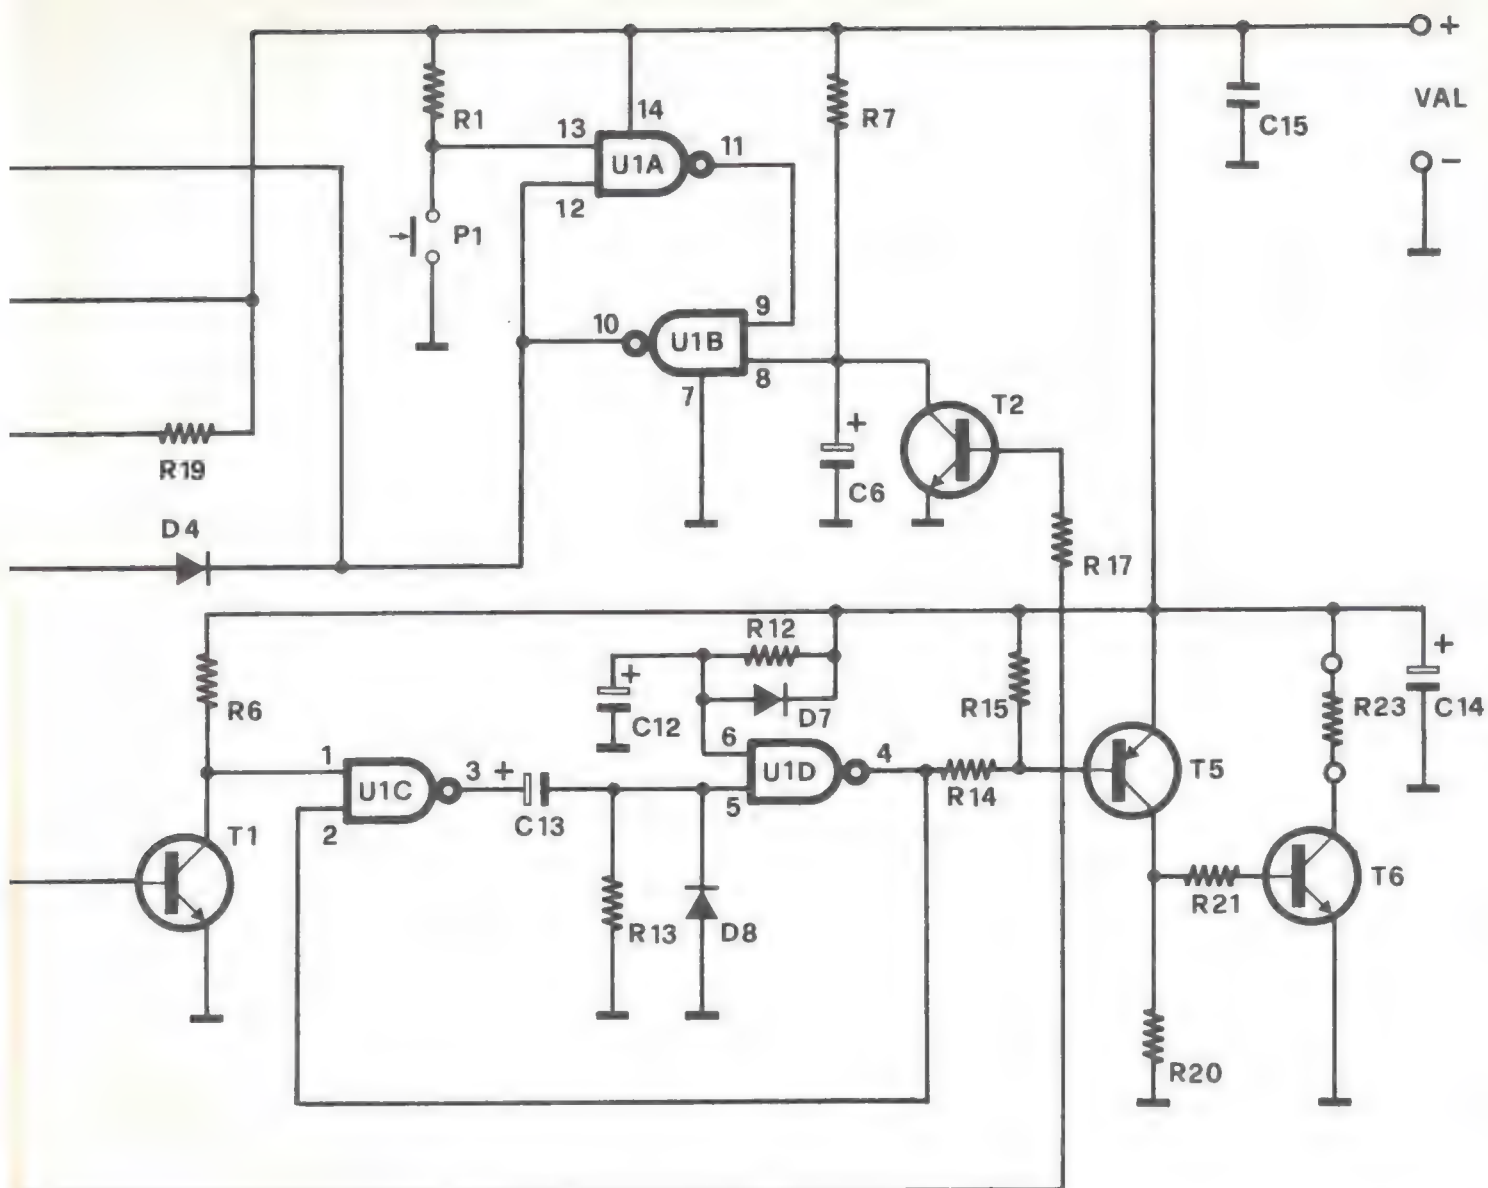 +
14
R1
13
U1A
11
R7
C15
VAL
12
P1
−
10
9
U1B
8
7
T2
+
C6
R19
D4
R17
R12
+
R6
C12
D7
R15
+
R23
C14
6
1
3
+
U1C
U1D
4
T5
R14
2
C13
5
T1
R21
T6
R13
D8
R20